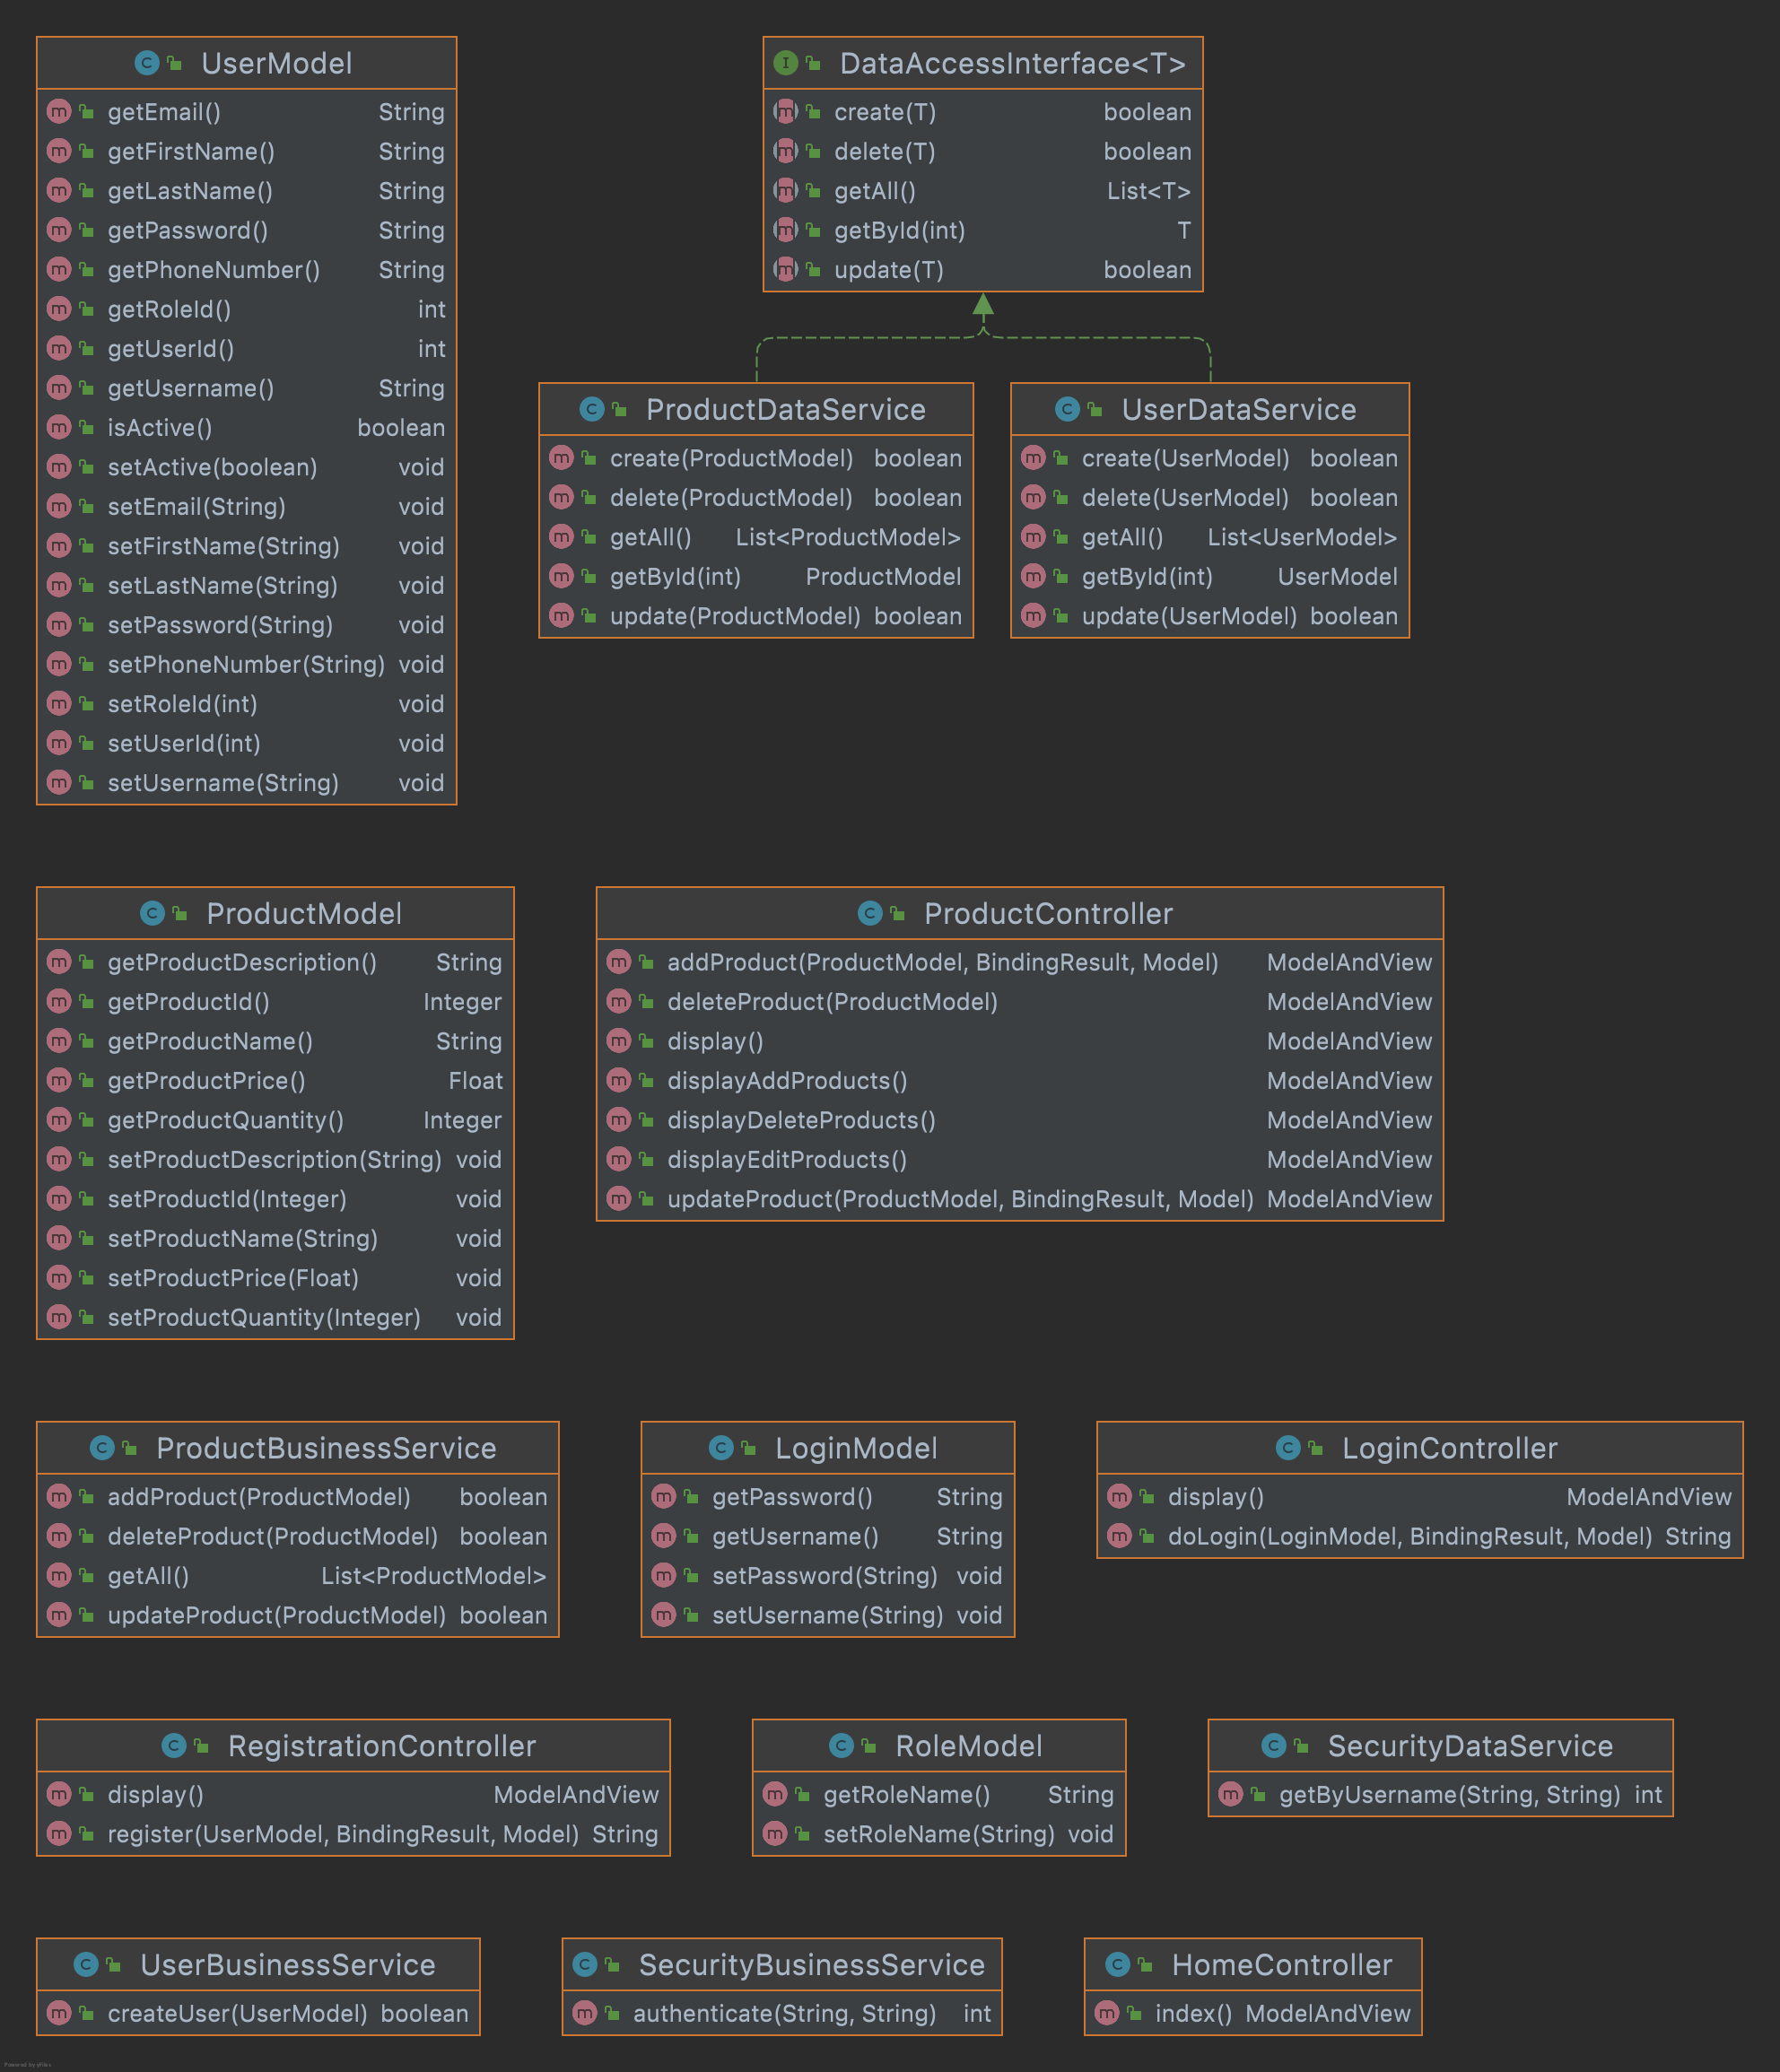 UserModel
getEmail() String
getFirstName() String
getLastName() String
getPassword() String
getPhoneNumber() String
getRoleId() int
getUserId() int
getUsername() String
isActive() boolean
setActive(boolean) void
setEmail(String) void
setFirstName(String) void
setLastName(String) void
setPassword(String) void
setPhoneNumber(String) void
setRoleId(int) void
setUserId(int) void
setUsername(String) void
DataAccessInterface<T>
create(T) boolean
delete(T) boolean
getAll() List<T>
getById(int) T
update(T) boolean
ProductDataService
create(ProductModel) boolean
delete(ProductModel) boolean
getAll() List<ProductModel>
getById(int) ProductModel
update(ProductModel) boolean
UserDataService
create(UserModel) boolean
delete(UserModel) boolean
getAll() List<UserModel>
getById(int) UserModel
update(UserModel) boolean
ProductModel
getProductDescription() String
getProductId() Integer
getProductName() String
getProductPrice() Float
getProductQuantity() Integer
setProductDescription(String) void
setProductId(Integer) void
setProductName(String) void
setProductPrice(Float) void
setProductQuantity(Integer) void
ProductController
addProduct(ProductModel, BindingResult, Model) ModelAndView
deleteProduct(ProductModel) ModelAndView
display() ModelAndView
displayAddProducts() ModelAndView
displayDeleteProducts() ModelAndView
displayEditProducts() ModelAndView
updateProduct(ProductModel, BindingResult, Model) ModelAndView
ProductBusinessService
addProduct(ProductModel) boolean
deleteProduct(ProductModel) boolean
getAll() List<ProductModel>
updateProduct(ProductModel) boolean
LoginModel
getPassword() String
getUsername() String
setPassword(String) void
setUsername(String) void
LoginController
display() ModelAndView
doLogin(LoginModel, BindingResult, Model) String
RegistrationController
display() ModelAndView
register(UserModel, BindingResult, Model) String
RoleModel
getRoleName() String
setRoleName(String) void
SecurityDataService
getByUsername(String, String) int
UserBusinessService
createUser(UserModel) boolean
SecurityBusinessService
authenticate(String, String) int
HomeController
index() ModelAndView
Powered by yFiles